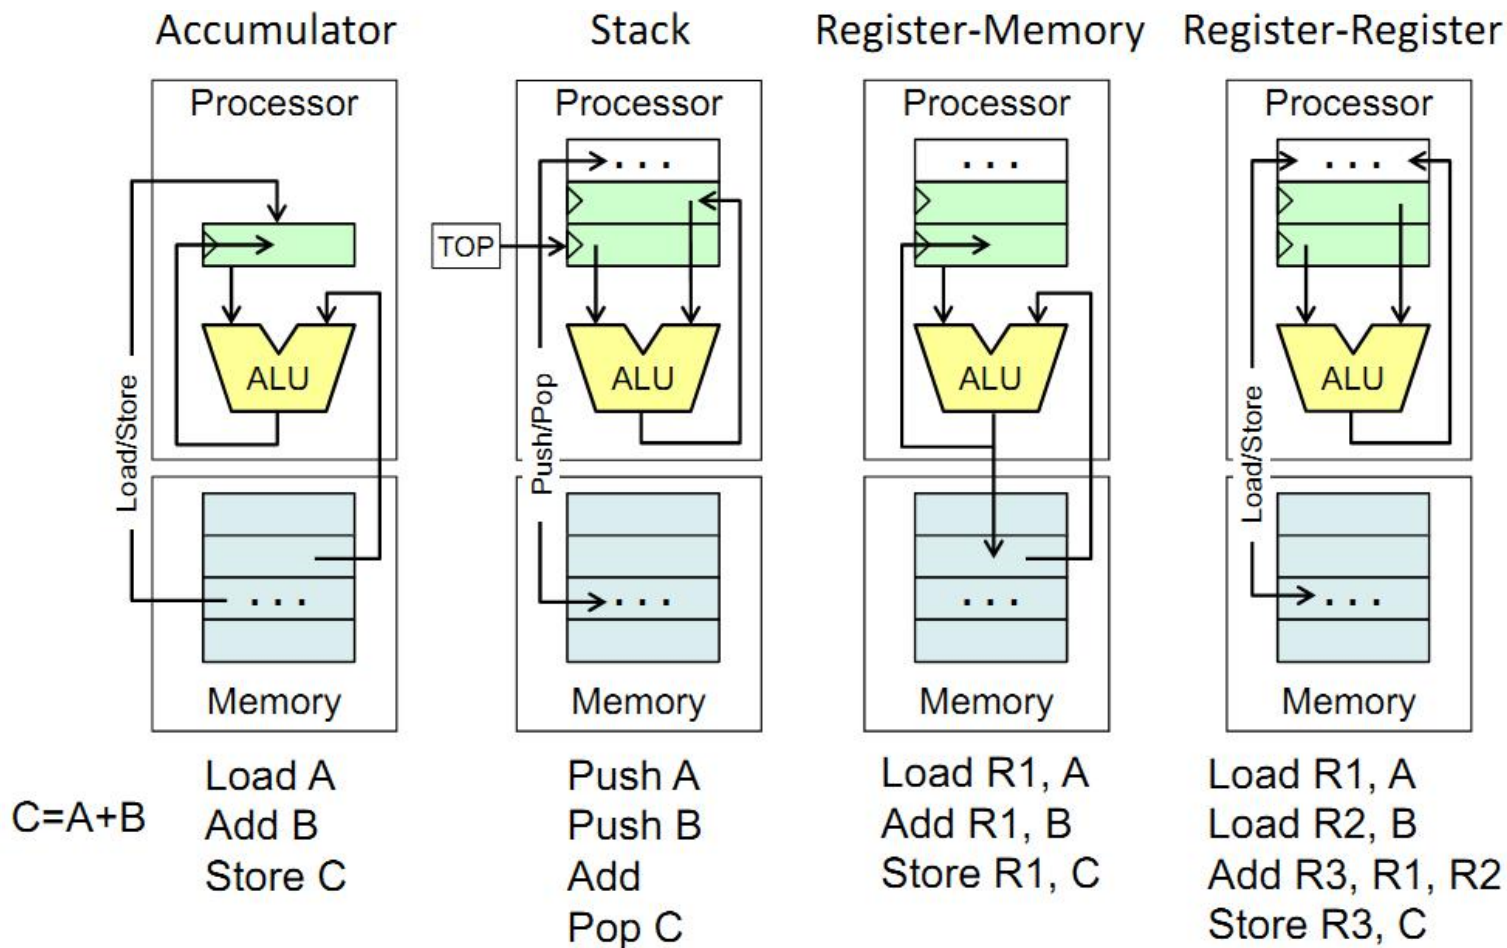 Accumulator
Stack
Register-Memory
Register-Register
Processor
Processor
Processor
Processor
. . .
. . .
. . .
TOP
ALU
ALU
ALU
ALU
Load/Store
Push/Pop
Load/Store
. . .
. . .
. . .
. . .
Memory
Memory
Memory
Memory
C=A+B
Load A
Add B
Store C
Push A
Push B
Add
Pop C
Load R1, A
Add R1, B
Store R1, C
Load R1, A
Load R2, B
Add R3, R1, R2
Store R3, C